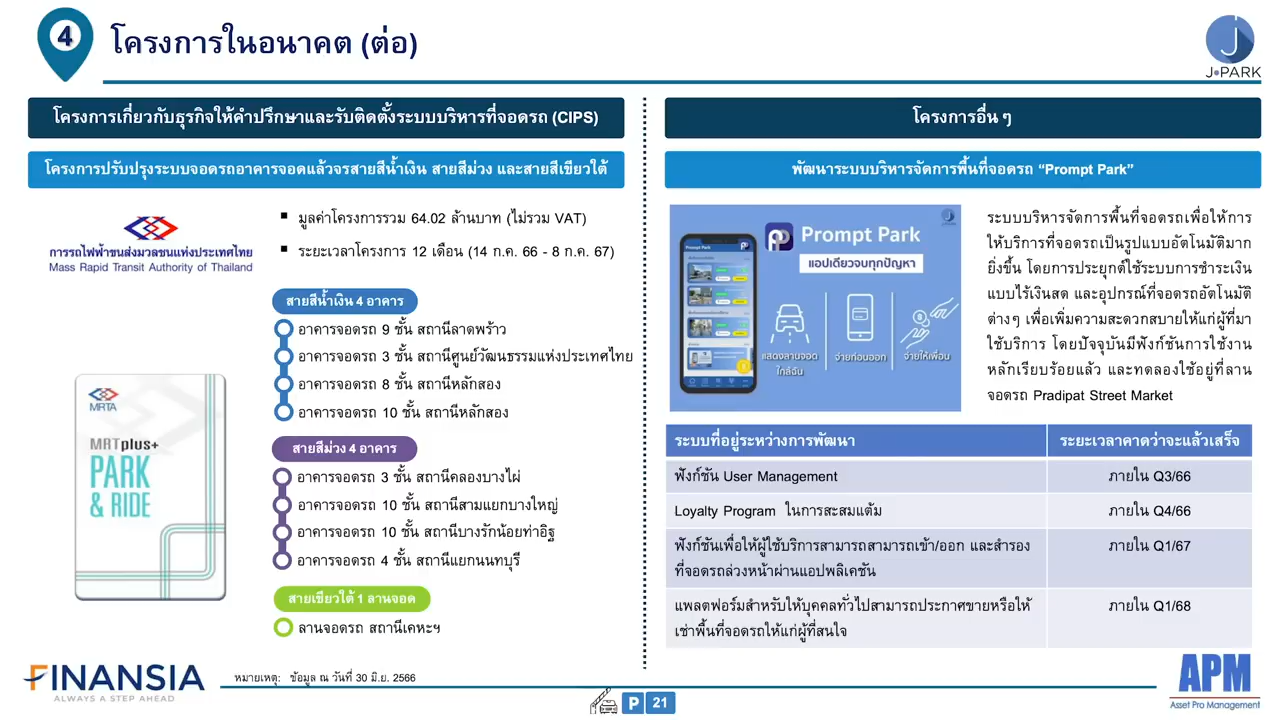 4
โครงการในอนาคต (ต่อ)
J
J•PARK
โครงการเกี่ยวกับธุรกิจให้คำปรึกษาและรับติดตั้งระบบบริหารที่จอดรถ (CIPS)
โครงการปรับปรุงระบบจอดรถอาคารจอดแล้วจรสายสีน้ำเงิน สายสีม่วง และสายสีเขียวใต้
การรถไฟฟ้าขนส่งมวลชนแห่งประเทศไทย
Mass Rapid Transit Authority of Thailand
มูลค่าโครงการรวม 64.02 ล้านบาท (ไม่รวม VAT)
ระยะเวลาโครงการ 12 เดือน (14 ก.ค. 66 - 8 ก.ค. 67)
สายสีน้ำเงิน 4 อาคาร
อาคารจอดรถ 9 ชั้น สถานีลาดพร้าว
อาคารจอดรถ 3 ชั้น สถานีศูนย์วัฒนธรรมแห่งประเทศไทย
อาคารจอดรถ 8 ชั้น สถานีหลักสอง
อาคารจอดรถ 10 ชั้น สถานีหลักสอง
MRTA
MRTplus+
PARK
& RIDE
สายสีม่วง 4 อาคาร
อาคารจอดรถ 3 ชั้น สถานีคลองบางไผ่
อาคารจอดรถ 10 ชั้น สถานีสามแยกบางใหญ่
อาคารจอดรถ 10 ชั้น สถานีบางรักน้อยท่าอิฐ
อาคารจอดรถ 4 ชั้น สถานีแยกนนทบุรี
สายเขียวใต้ 1 ลานจอด
ลานจอดรถ สถานีเคหะฯ
โครงการอื่น ๆ
พัฒนาระบบบริหารจัดการพื้นที่จอดรถ “Prompt Park”
Prompt Park
Prompt Park
แอปเดียวจบทุกปัญหา
แสดงลานจอด
ใกล้ฉัน
จ่ายก่อนออก
จ่ายให้เพื่อน
ระบบบริหารจัดการพื้นที่จอดรถเพื่อให้การ
ให้บริการที่จอดรถเป็นรูปแบบอัตโนมัติมาก
ยิ่งขึ้น โดยการประยุกต์ใช้ระบบการชำระเงิน
แบบไร้เงินสด และอุปกรณ์ที่จอดรถอัตโนมัติ
ต่างๆ เพื่อเพิ่มความสะดวกสบายให้แก่ผู้ที่มา
ใช้บริการ โดยปัจจุบันมีฟังก์ชันการใช้งาน
หลักเรียบร้อยแล้ว และทดลองใช้อยู่ที่ลาน
จอดรถ Pradipat Street Market
ระบบที่อยู่ระหว่างการพัฒนา ระยะเวลาคาดว่าจะแล้วเสร็จ
ฟังก์ชัน User Management ภายใน Q3/66
Loyalty Program ในการสะสมแต้ม ภายใน Q4/66
ฟังก์ชันเพื่อให้ผู้ใช้บริการสามารถสามารถเข้า/ออก และสำรอง ภายใน Q1/67
ที่จอดรถล่วงหน้าผ่านแอปพลิเคชัน
แพลตฟอร์มสำหรับให้บุคคลทั่วไปสามารถประกาศขายหรือให้ ภายใน Q1/68
เช่าพื้นที่จอดรถให้แก่ผู้ที่สนใจ
FINANSIA
ALWAYS A STEP AHEAD
หมายเหตุ: ข้อมูล ณ วันที่ 30 มิ.ย. 2566
P 21
APM
Asset Pro Management